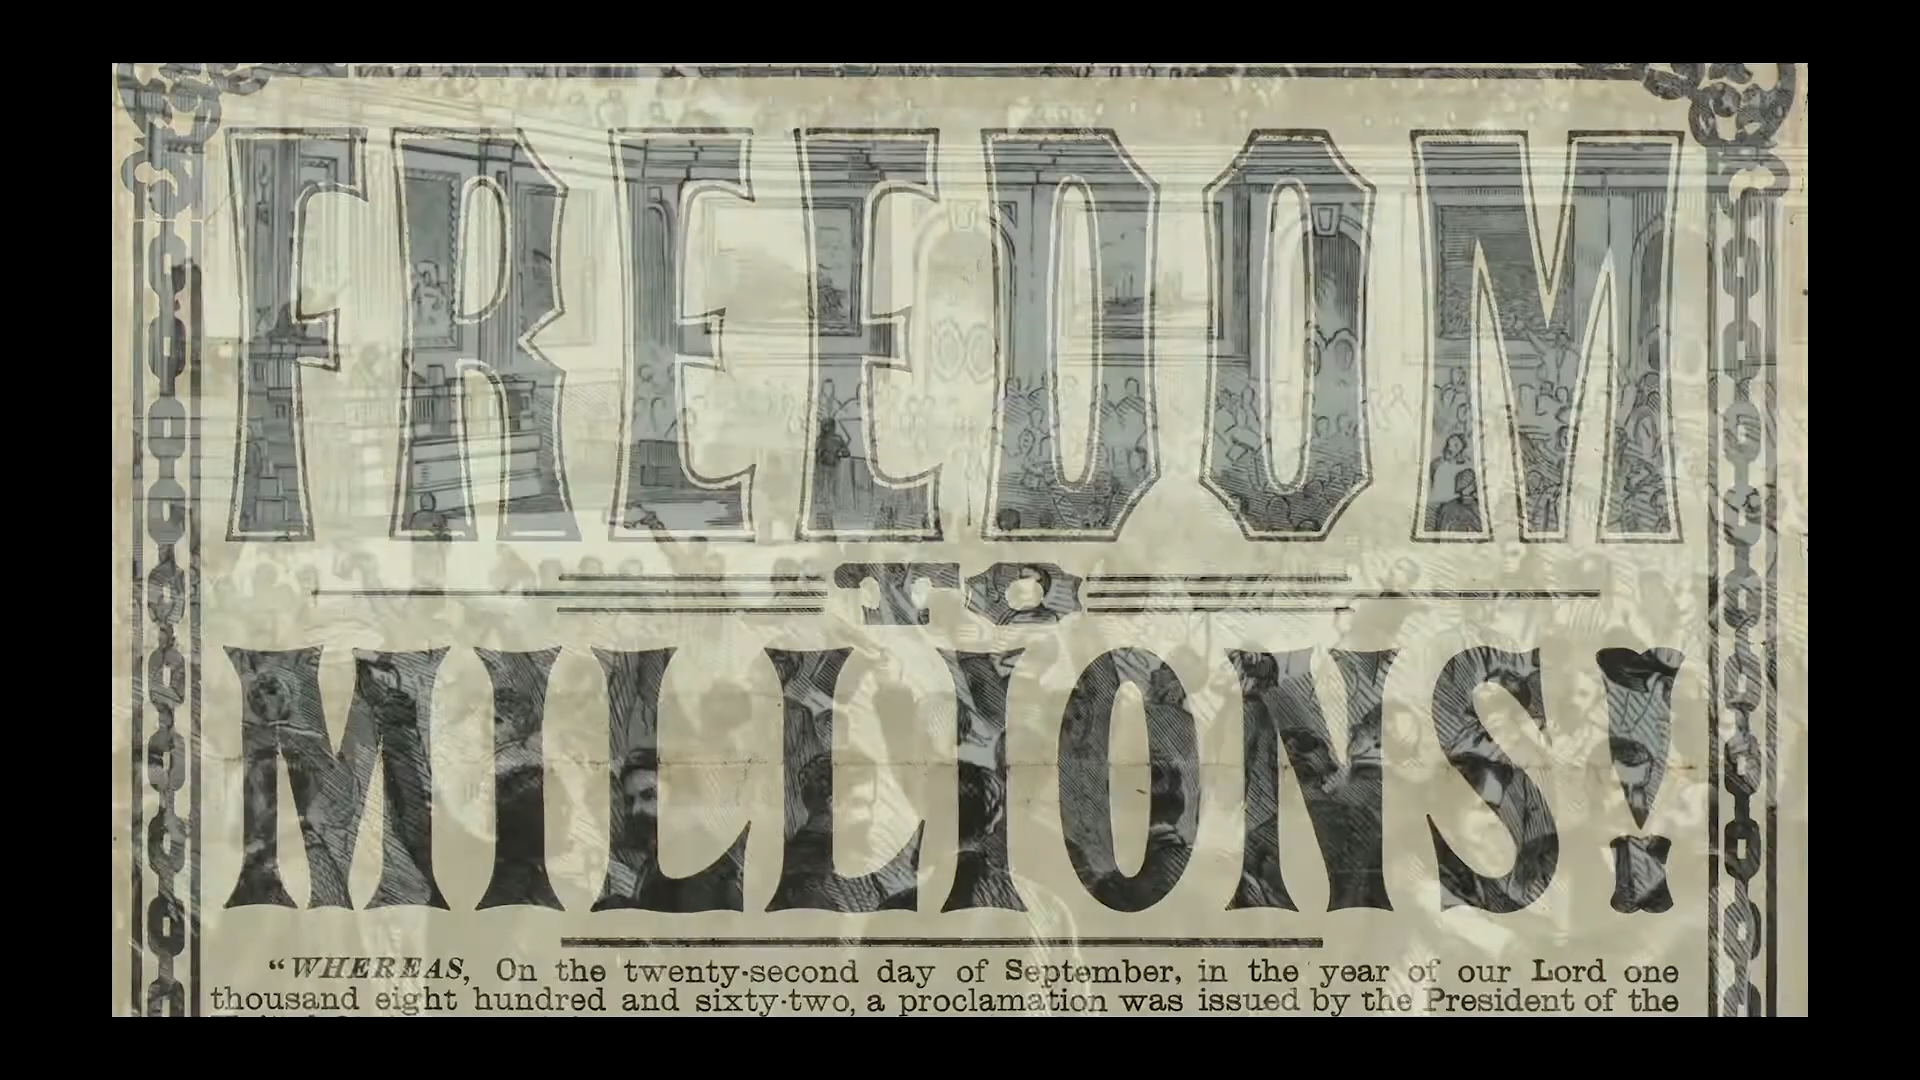 FREEDOM
TO
MILLIONS!
“WHEREAS, On the twenty-second day of September, in the year of our Lord one
thousand eight hundred and sixty-two, a proclamation was issued by the President of the